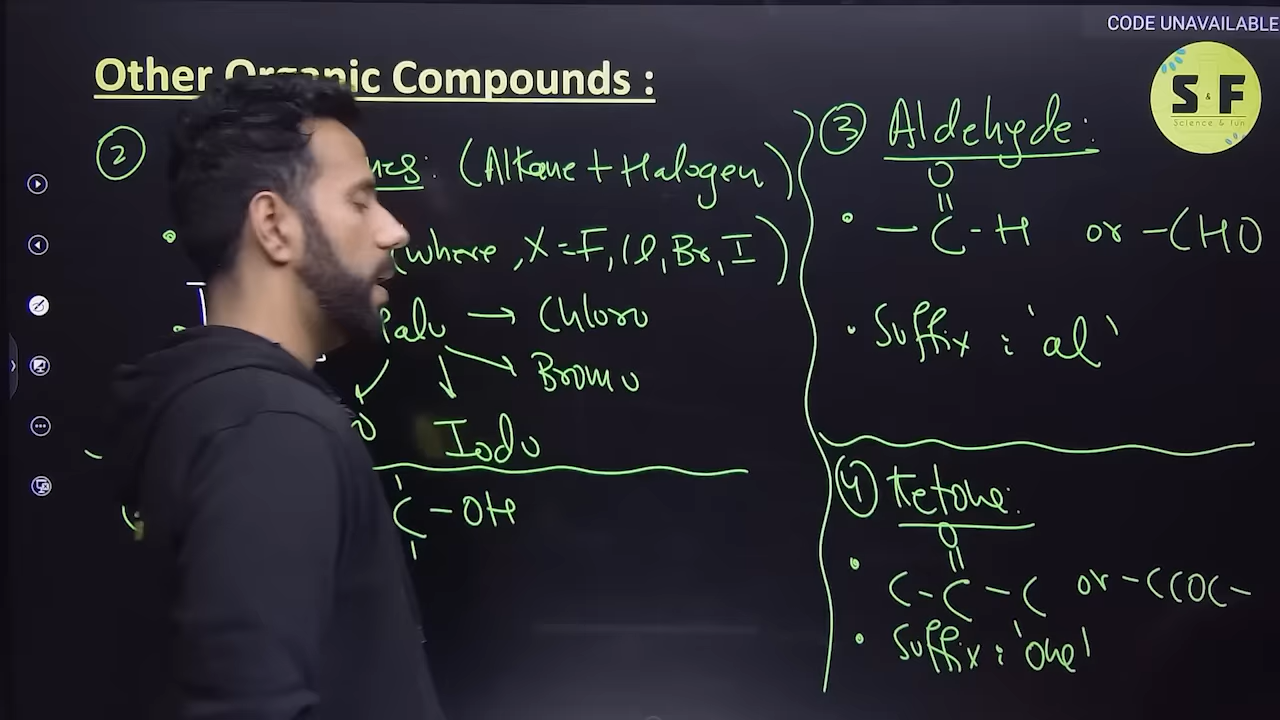 CODE UNAVAILABLE
Other Organic Compounds :
S & F
Science & fun
②
: (Alkane + Halogen)
(where , X = F, Cl, Br, I)
→ Chloro
Bromo
Iodo
C - OH
③ Aldehyde:
O
||
• - C - H or - CHO
• Suffix : 'al'
④ Ketone:
O
||
• C - C - C or - CCOC -
• Suffix : 'one'